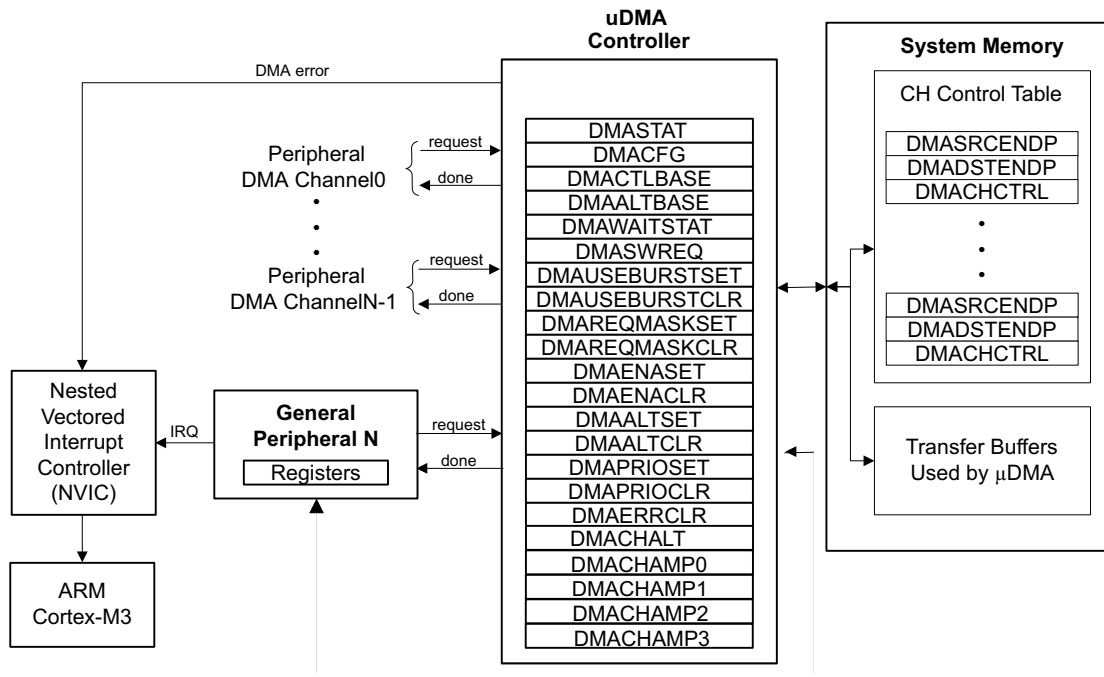 uDMA
Controller
System Memory
DMA error
CH Control Table
DMASTAT
DMACFG
DMACTLBASE
DMAALTBASE
DMAWAITSTAT
DMASWREQ
DMAUSEBURSTSET
DMAUSEBURSTCLR
DMAREQMASKSET
DMAREQMASKCLR
DMAENASET
DMAENACLR
DMAALTSET
DMAALTCLR
DMAPRIOSET
DMAPRIOCLR
DMAERRCLR
DMACHALT
DMACHAMP0
DMACHAMP1
DMACHAMP2
DMACHAMP3
Peripheral
DMA Channel0
request
done
Peripheral
DMA ChannelN-1
request
done
DMASRCENDP
DMADSTENDP
DMACHCTRL
DMASRCENDP
DMADSTENDP
DMACHCTRL
Transfer Buffers
Used by μDMA
Nested
Vectored
Interrupt
Controller
(NVIC)
IRQ
General
Peripheral N
Registers
request
done
ARM
Cortex-M3